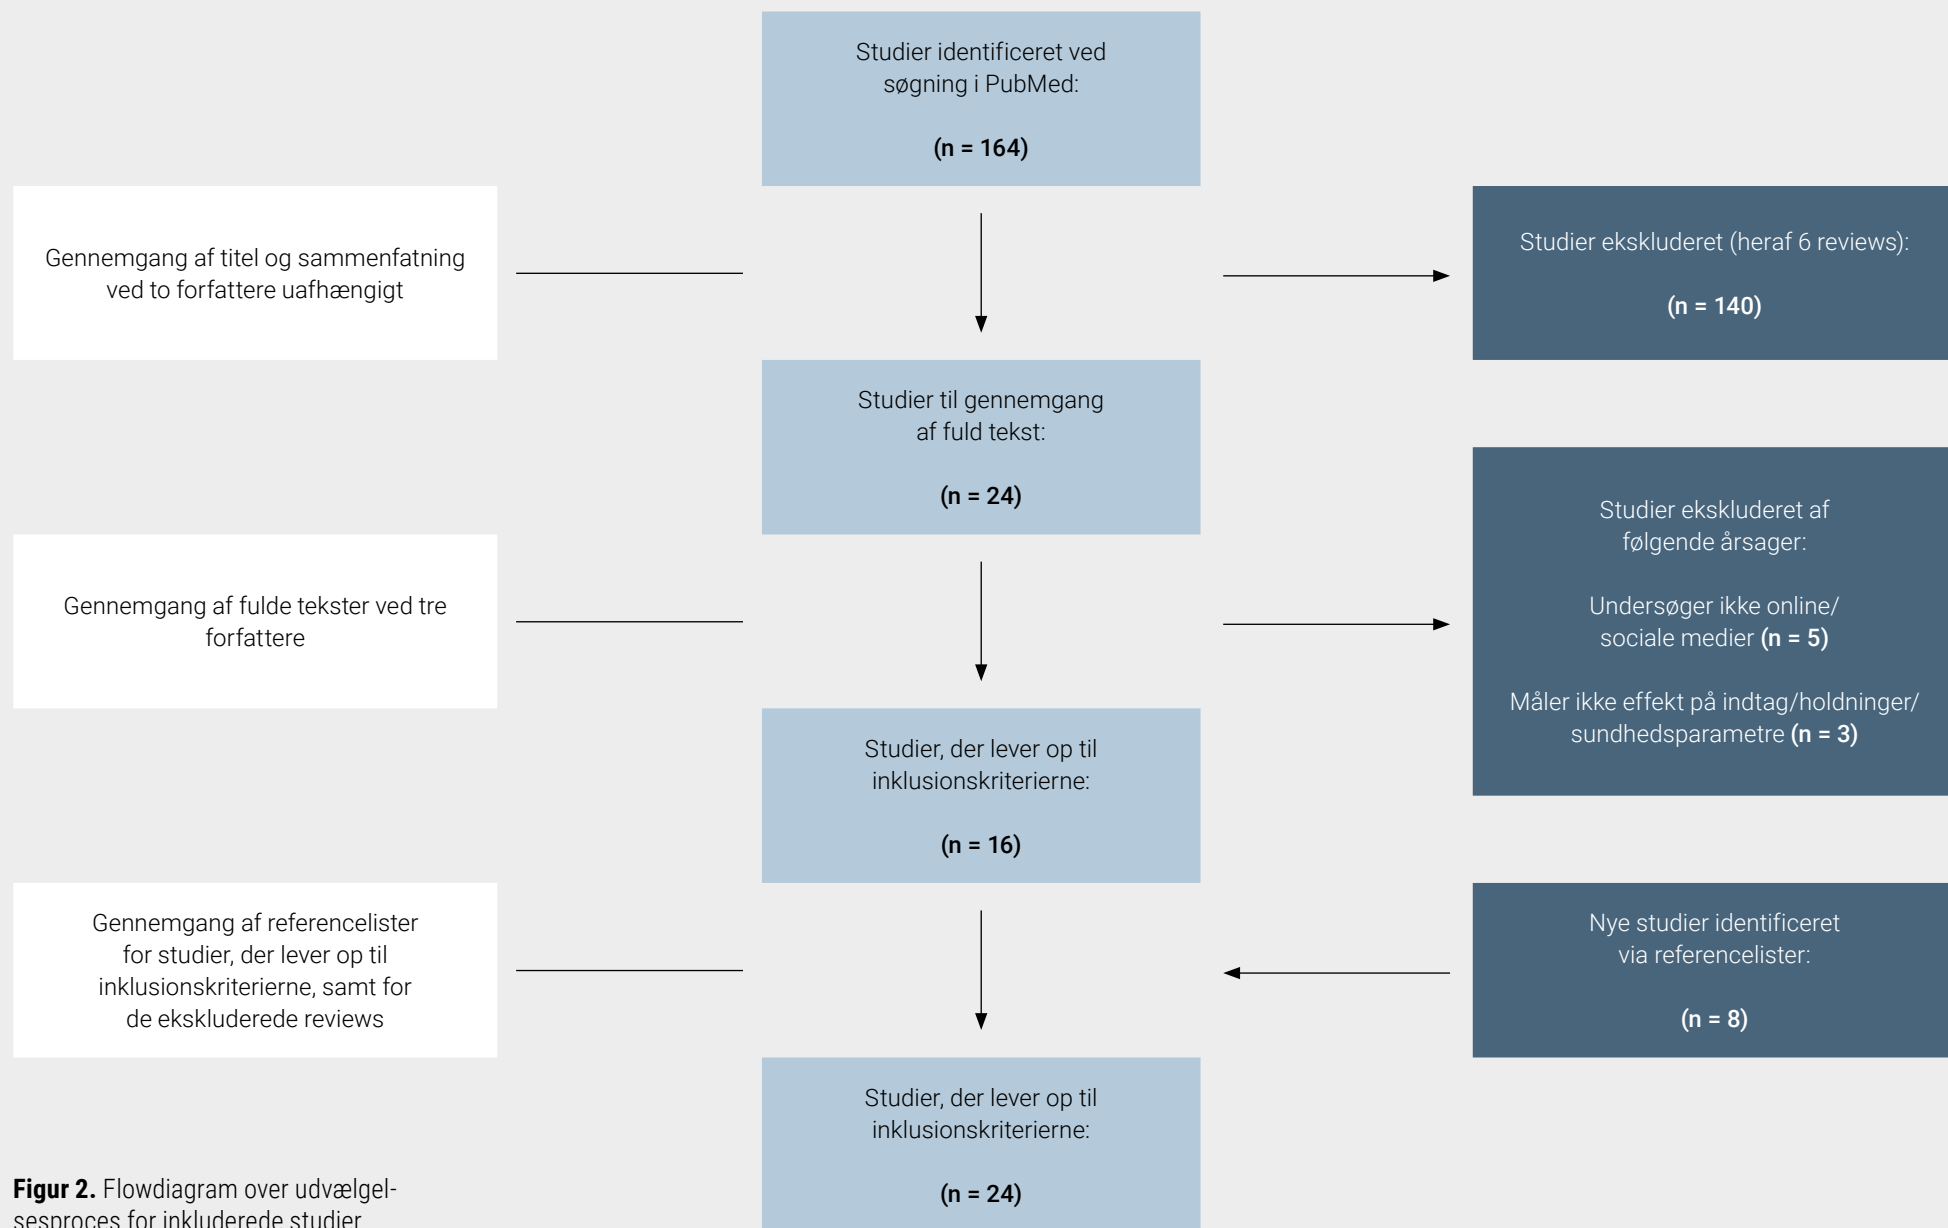 Studier identificeret ved
søgning i PubMed:
(n = 164)
Gennemgang af titel og sammenfatning
ved to forfattere uafhængigt
Studier ekskluderet (heraf 6 reviews):
(n = 140)
Studier til gennemgang
af fuld tekst:
(n = 24)
Gennemgang af fulde tekster ved tre
forfattere
Studier ekskluderet af
følgende årsager:
Undersøger ikke online/
sociale medier (n = 5)
Måler ikke effekt på indtag/holdninger/
sundhedsparametre (n = 3)
Studier, der lever op til
inklusionskriterierne:
(n = 16)
Gennemgang af referencelister
for studier, der lever op til
inklusionskriterierne, samt for
de ekskluderede reviews
Nye studier identificeret
via referencelister:
(n = 8)
Studier, der lever op til
inklusionskriterierne:
(n = 24)
Figur 2. Flowdiagram over udvælgel-
sesproces for inkluderede studier